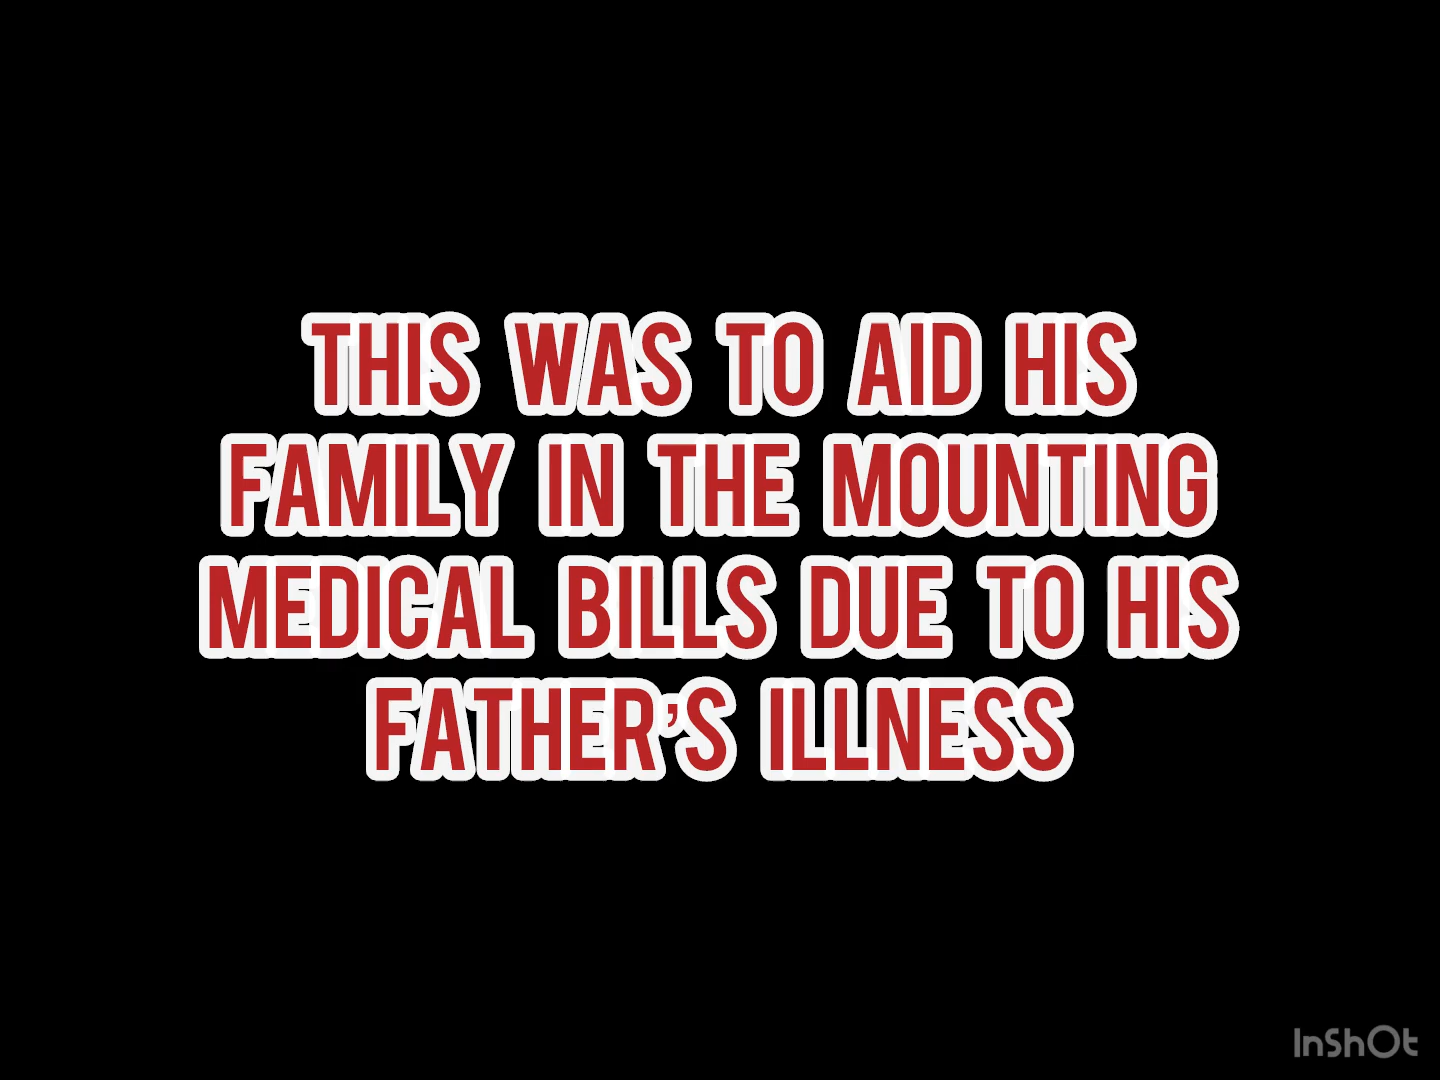 THIS WAS TO AID HIS
FAMILY IN THE MOUNTING
MEDICAL BILLS DUE TO HIS
FATHER'S ILLNESS
InShOt